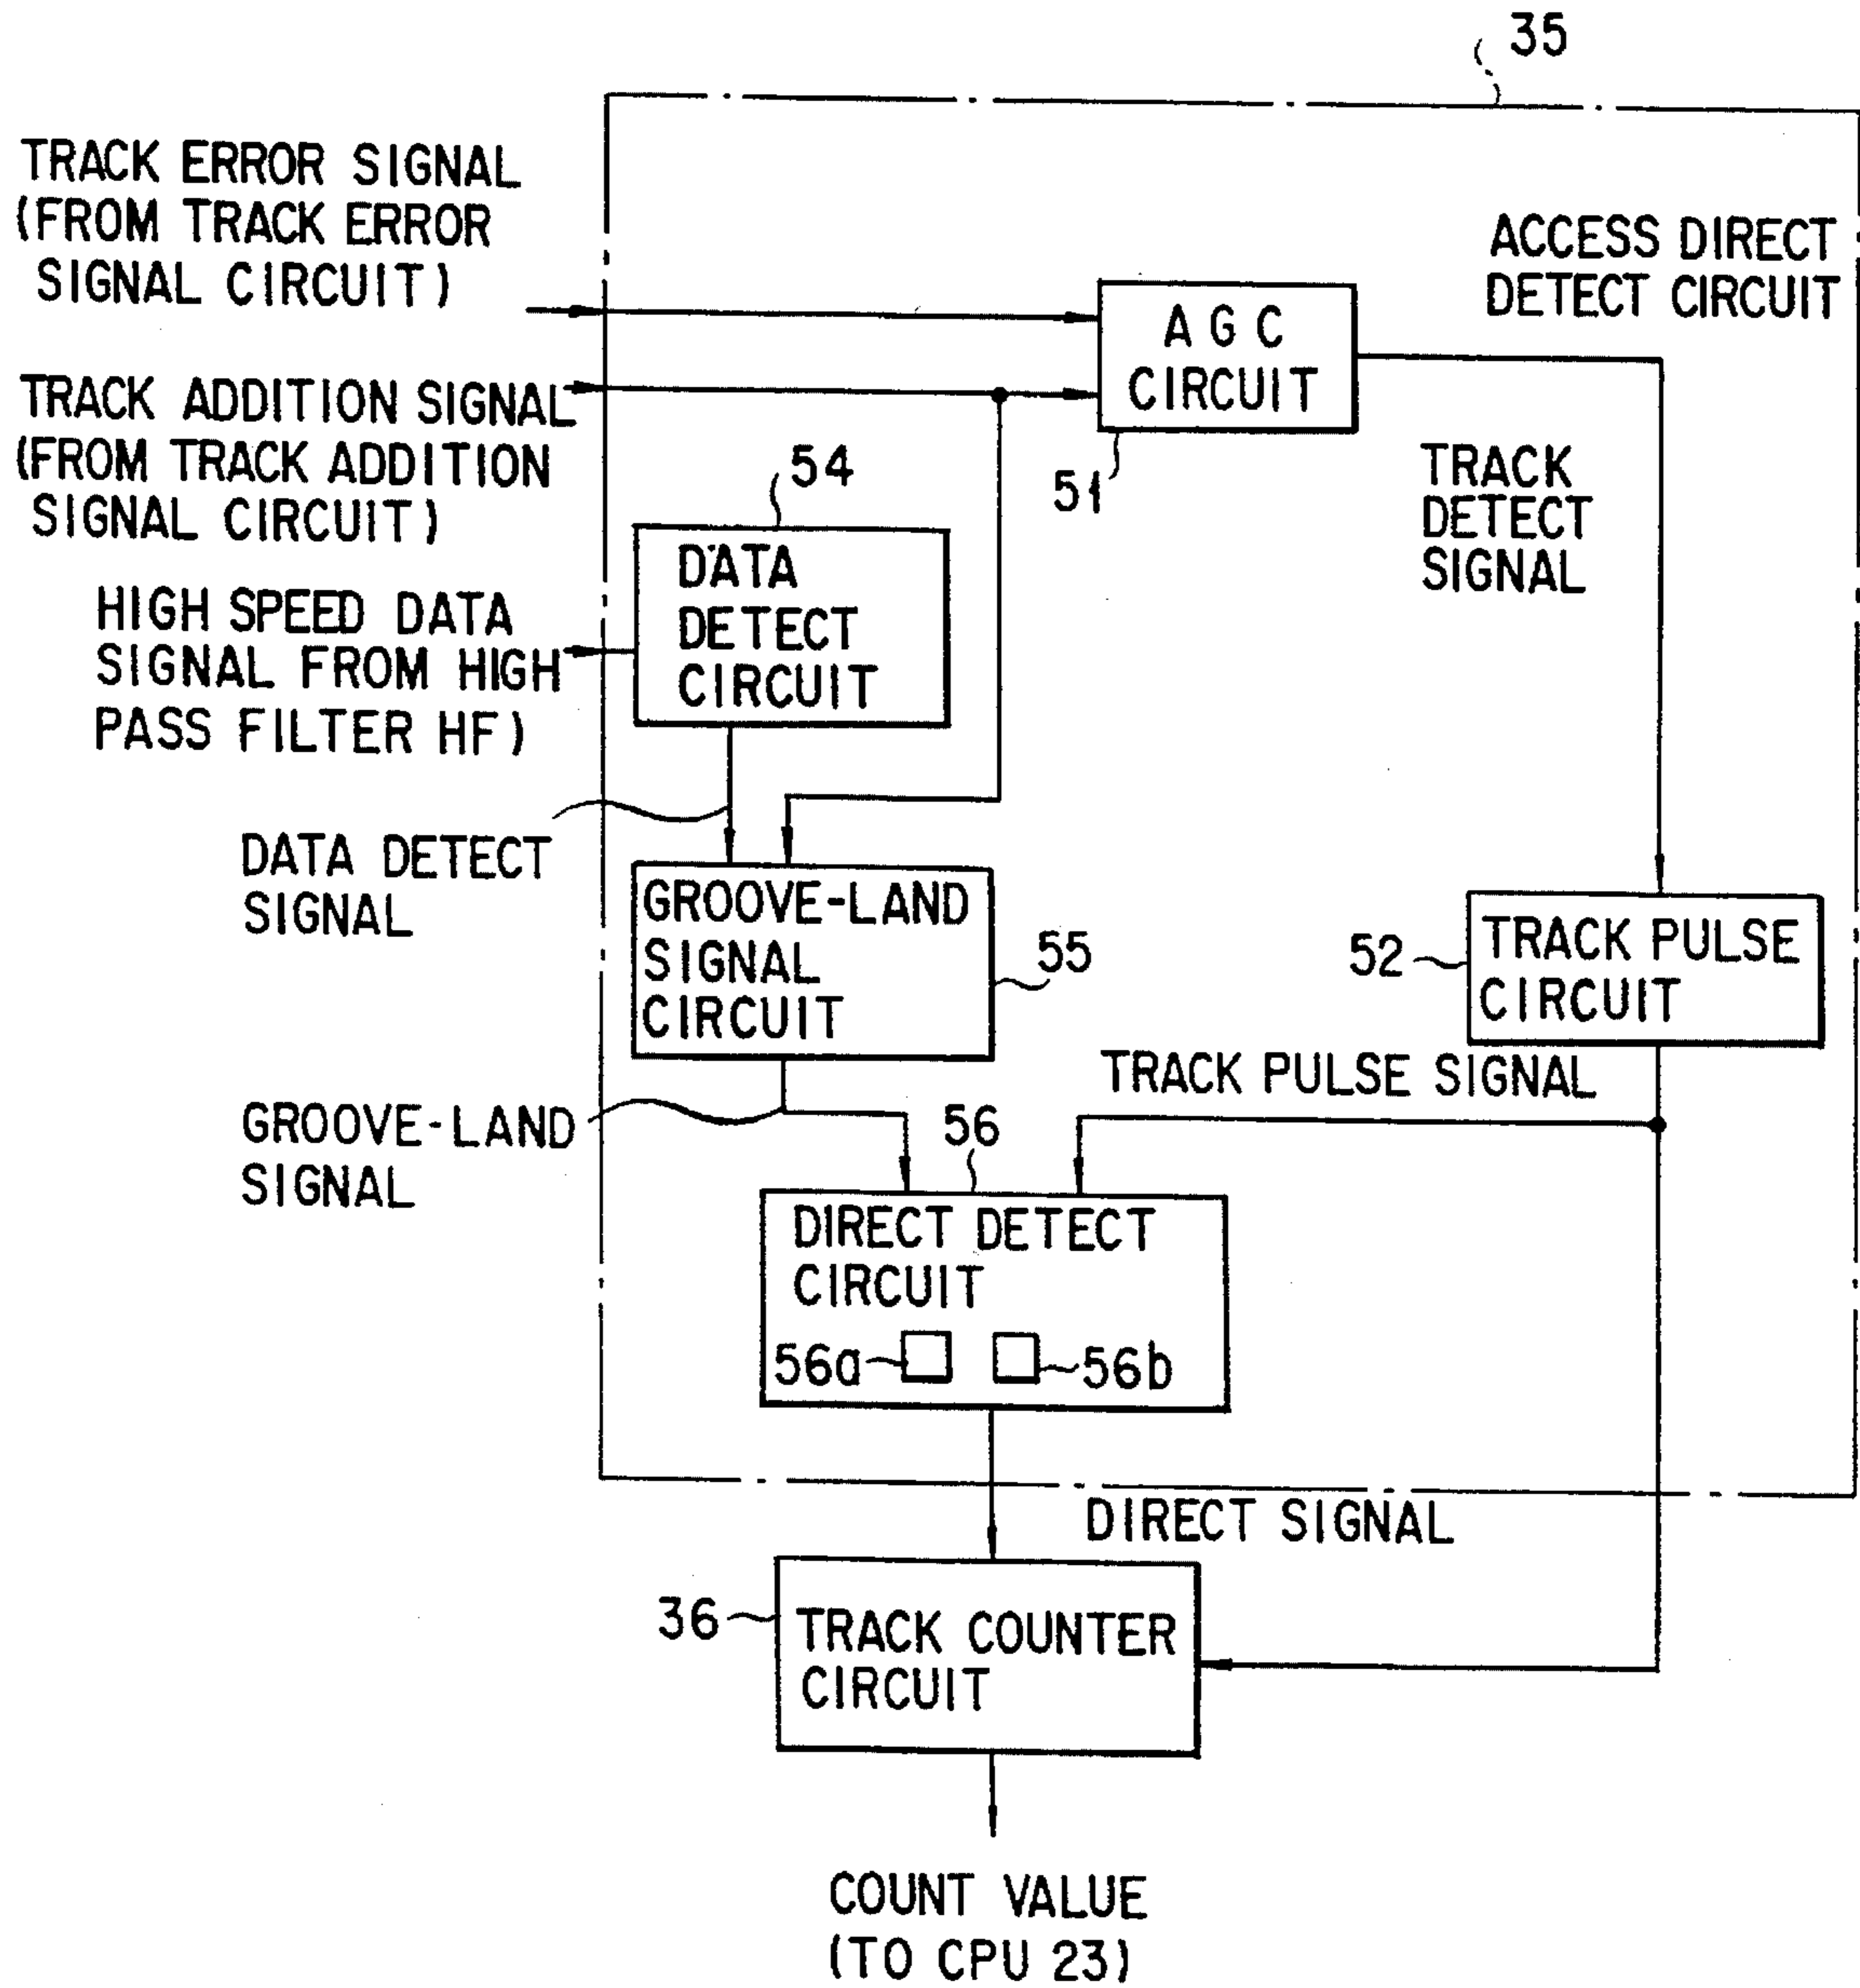 35
TRACK ERROR SIGNAL
(FROM TRACK ERROR
SIGNAL CIRCUIT)
ACCESS DIRECT
DETECT CIRCUIT
A G C
CIRCUIT
51
TRACK ADDITION SIGNAL
(FROM TRACK ADDITION
SIGNAL CIRCUIT)
TRACK
DETECT
SIGNAL
54
DATA
DETECT
CIRCUIT
HIGH SPEED DATA
SIGNAL FROM HIGH
PASS FILTER HF)
DATA DETECT
SIGNAL
GROOVE-LAND
SIGNAL
CIRCUIT
55
52
TRACK PULSE
CIRCUIT
TRACK PULSE SIGNAL
GROOVE-LAND
SIGNAL
56
DIRECT DETECT
CIRCUIT
56a
56b
DIRECT SIGNAL
36
TRACK COUNTER
CIRCUIT
COUNT VALUE
(TO CPU 23)